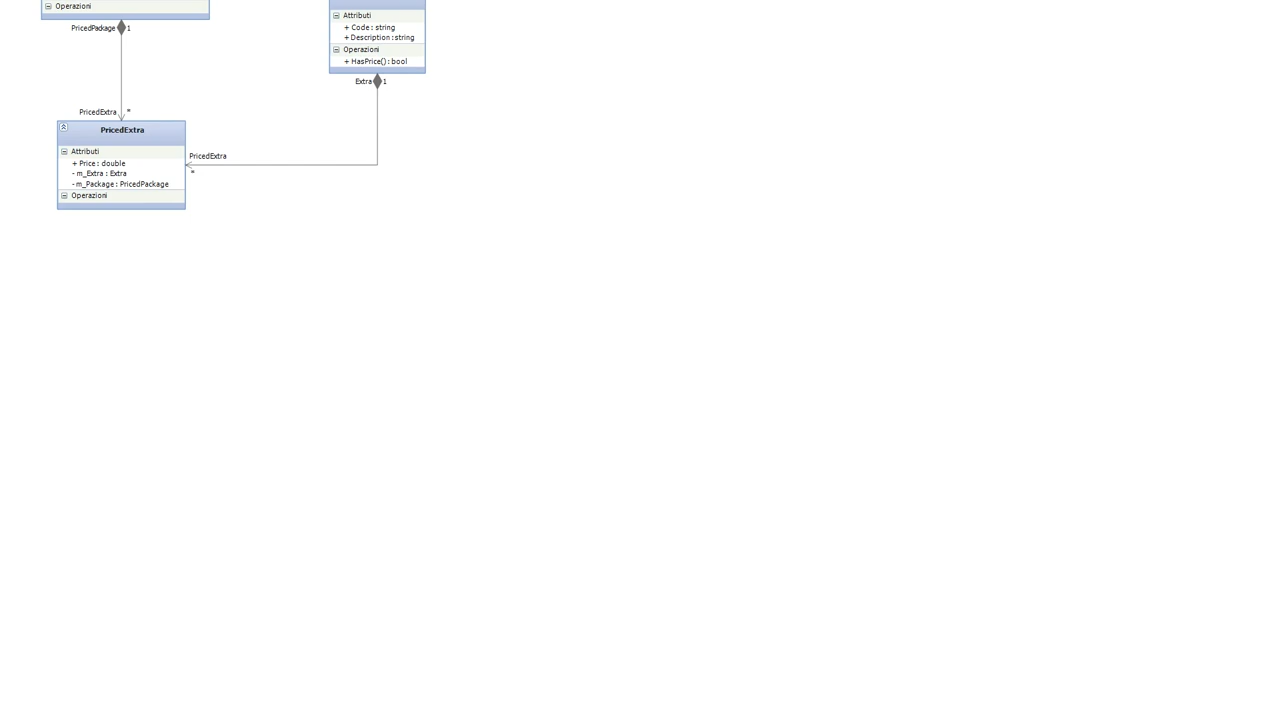 Operazioni
PricedPackage 1
PricedExtra *
PricedExtra
Attributi
+ Price : double
- m_Extra : Extra
- m_Package : PricedPackage
Operazioni
Attributi
+ Code : string
+ Description : string
Operazioni
+ HasPrice() : bool
Extra 1
PricedExtra
*